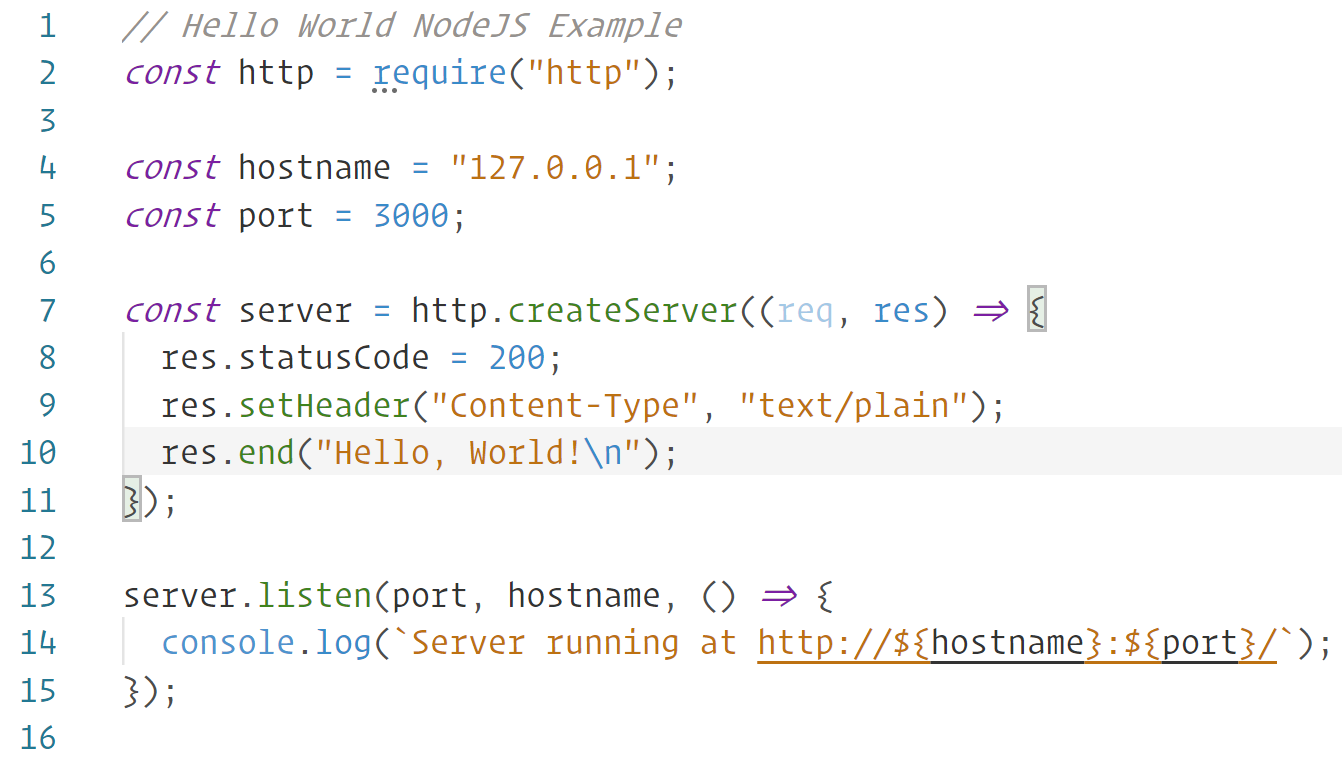 1 // Hello World NodeJS Example
2 const http = require("http");
3
4 const hostname = "127.0.0.1";
5 const port = 3000;
6
7 const server = http.createServer((req, res) => {
8   res.statusCode = 200;
9   res.setHeader("Content-Type", "text/plain");
10   res.end("Hello, World!\n");
11 });
12
13 server.listen(port, hostname, () => {
14   console.log(`Server running at http://${hostname}:${port}/`);
15 });
16